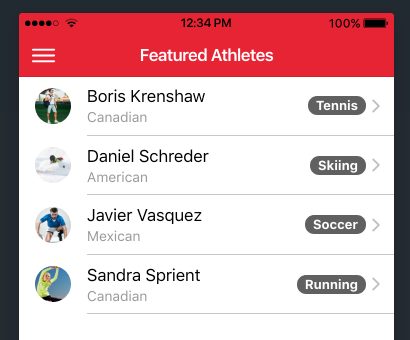 12:34 PM 100%
Featured Athletes
Boris Krenshaw
Canadian
Tennis
Daniel Schreder
American
Skiing
Javier Vasquez
Mexican
Soccer
Sandra Sprient
Canadian
Running